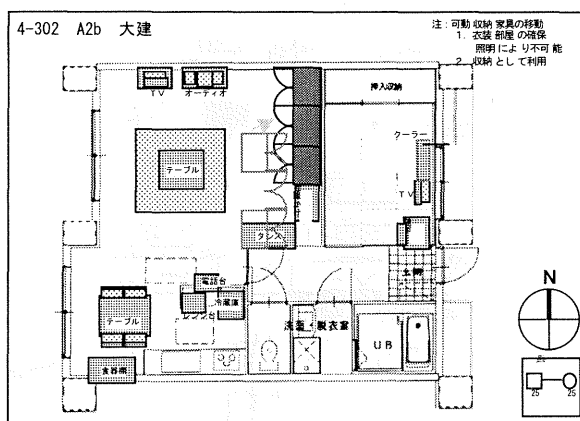 4-302 A2b 大建
注：可動収納家具の移動
1. 衣装部屋の確保
照明により不可能
2. 収納として利用
TV
オーディオ
押入収納
クーラー
テーブル
TV
タンス
玄関
電話台
冷蔵庫
レンジ台
テーブル
洗面・脱衣室
UB
食器棚
N
25
25